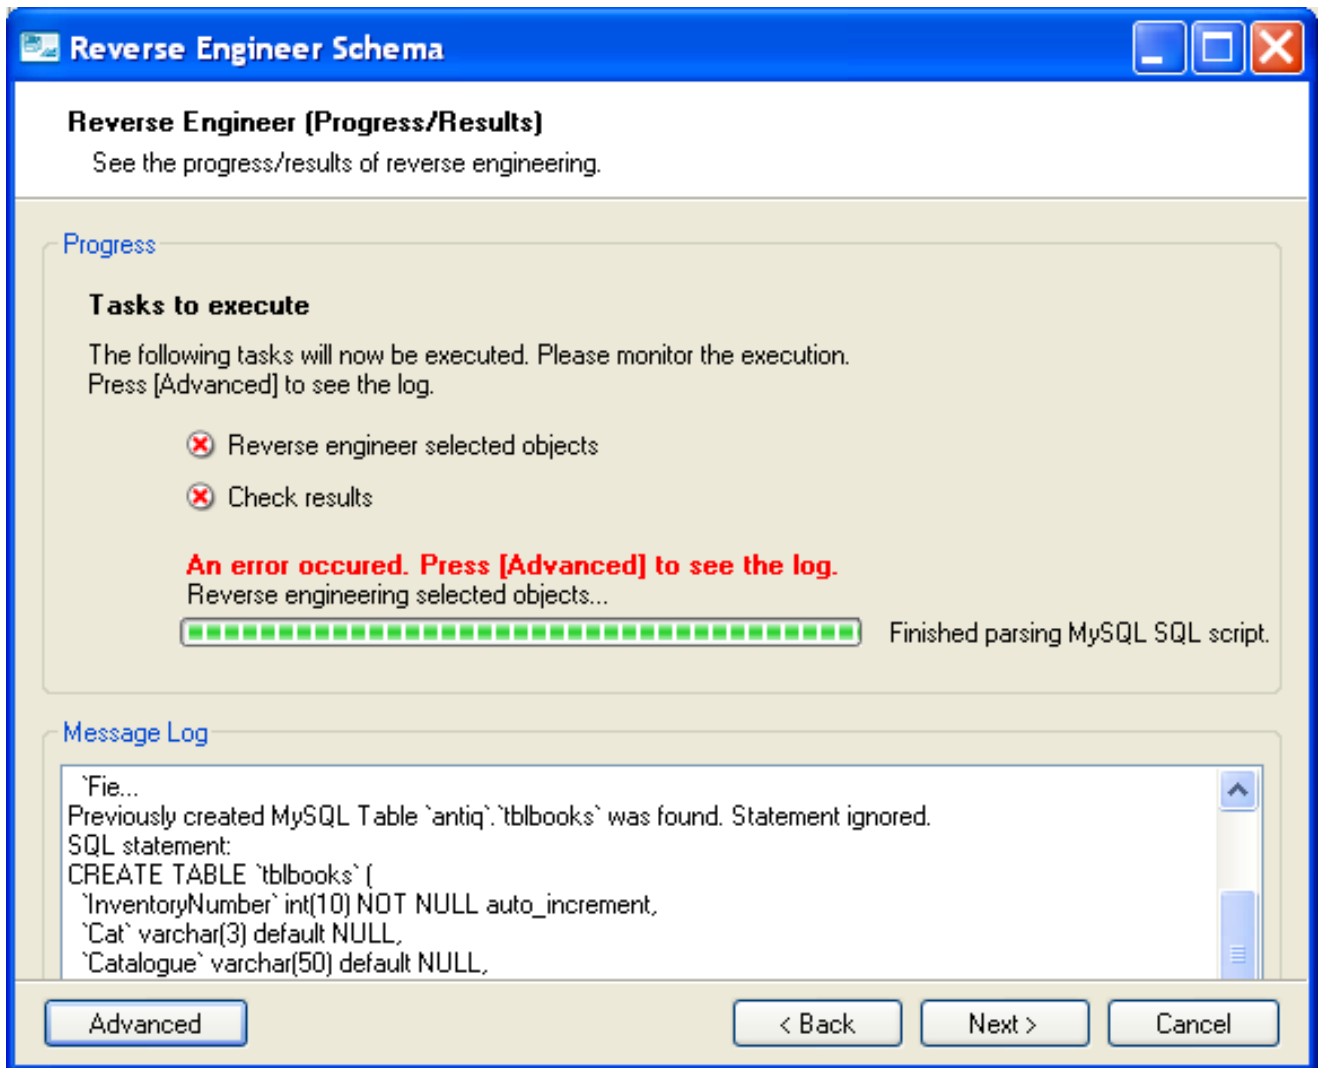 Reverse Engineer Schema
Reverse Engineer (Progress/Results)
See the progress/results of reverse engineering.
Progress
Tasks to execute
The following tasks will now be executed. Please monitor the execution.
Press [Advanced] to see the log.
Reverse engineer selected objects
Check results
An error occured. Press [Advanced] to see the log.
Reverse engineering selected objects...
Finished parsing MySQL SQL script.
Message Log
`Fie...
Previously created MySQL Table `antiq`.`tblbooks` was found. Statement ignored.
SQL statement:
CREATE TABLE `tblbooks` (
`InventoryNumber` int(10) NOT NULL auto_increment,
`Cat` varchar(3) default NULL,
`Catalogue` varchar(50) default NULL,
Advanced
< Back
Next >
Cancel